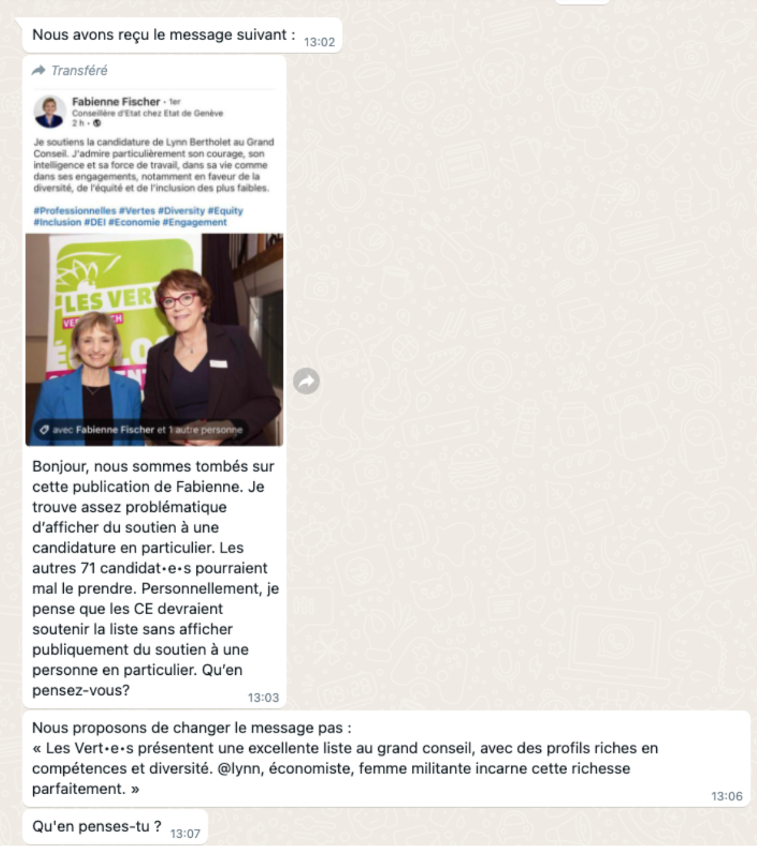 Nous avons reçu le message suivant :
13:02
Transféré
Fabienne Fischer · 1er
Conseillère d'Etat chez Etat de Genève
2 h ·
Je soutiens la candidature de Lynn Bertholet au Grand
Conseil. J'admire particulièrement son courage, son
intelligence et sa force de travail, dans sa vie comme
dans ses engagements, notamment en faveur de la
diversité, de l'équité et de l'inclusion des plus faibles.
#Professionnelles #Vertes #Diversity #Equity
#Inclusion #DEI #Economie #Engagement
LES VERT
VER CH
avec Fabienne Fischer et 1 autre personne
Bonjour, nous sommes tombés sur
cette publication de Fabienne. Je
trouve assez problématique
d'afficher du soutien à une
candidature en particulier. Les
autres 71 candidat•e•s pourraient
mal le prendre. Personnellement, je
pense que les CE devraient
soutenir la liste sans afficher
publiquement du soutien à une
personne en particulier. Qu'en
pensez-vous?
13:03
Nous proposons de changer le message pas :
« Les Vert•e•s présentent une excellente liste au grand conseil, avec des profils riches en
compétences et diversité. @lynn, économiste, femme militante incarne cette richesse
parfaitement. »
13:06
Qu'en penses-tu ?
13:07